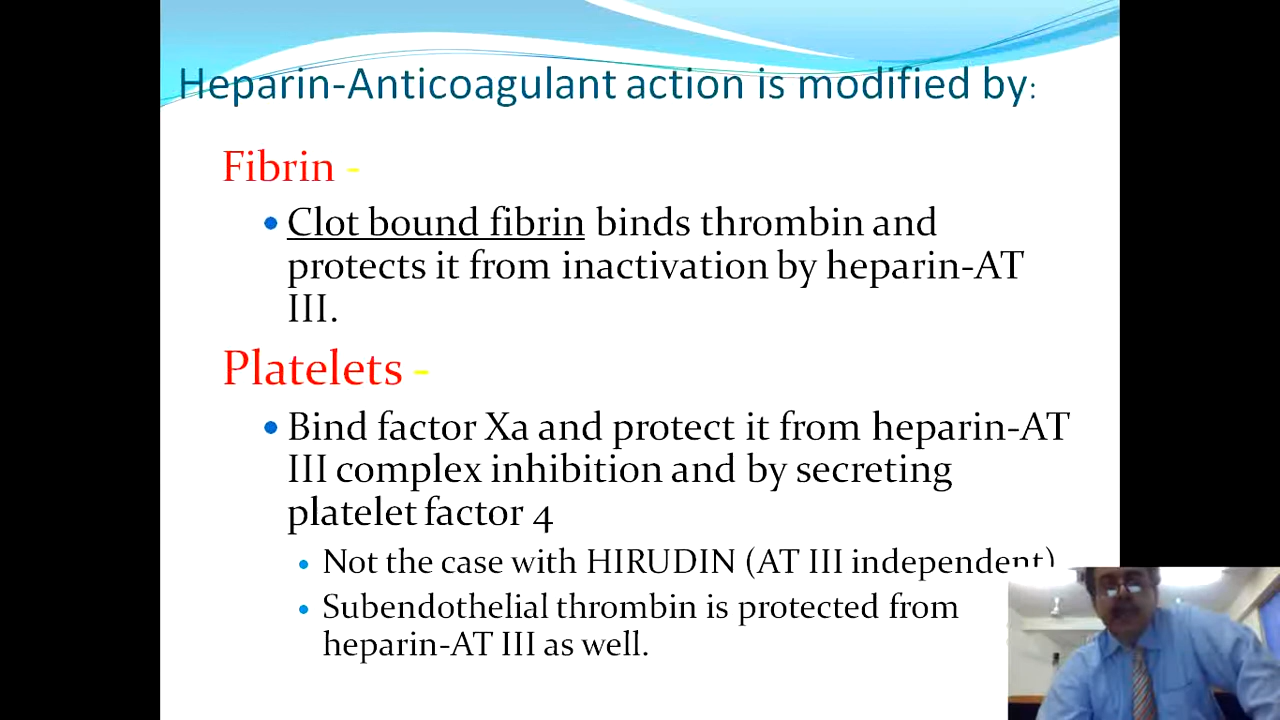 Heparin-Anticoagulant action is modified by:
Fibrin -
• Clot bound fibrin binds thrombin and
protects it from inactivation by heparin-AT
III.
Platelets -
• Bind factor Xa and protect it from heparin-AT
III complex inhibition and by secreting
platelet factor 4
• Not the case with HIRUDIN (AT III independent)
• Subendothelial thrombin is protected from
heparin-AT III as well.